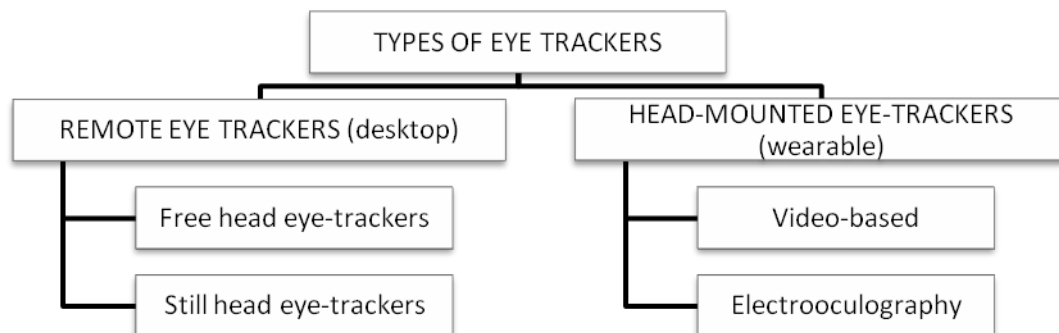 TYPES OF EYE TRACKERS
REMOTE EYE TRACKERS (desktop)
HEAD-MOUNTED EYE-TRACKERS
(wearable)
Free head eye-trackers
Still head eye-trackers
Video-based
Electrooculography